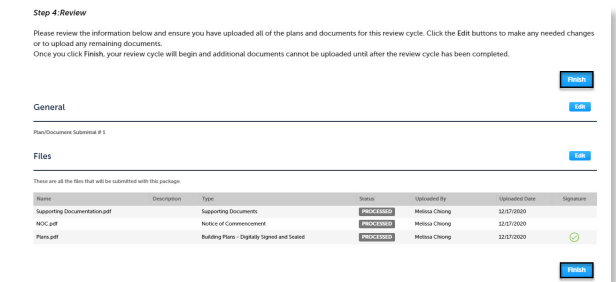 Step 4:Review
Please review the information below and ensure you have uploaded all of the plans and documents for this review cycle. Click the Edit buttons to make any needed changes
or to upload any remaining documents.
Once you click Finish, your review cycle will begin and additional documents cannot be uploaded until after the review cycle has been completed.
Finish
General Edit
Plan/Document Submittal # 1
Files Edit
These are all the files that will be submitted with this package.
Name Description Type Status Uploaded By Uploaded Date Signature
Supporting Documentation.pdf Supporting Documents PROCESSED Melissa Chiong 12/17/2020
NOC.pdf Notice of Commencement PROCESSED Melissa Chiong 12/17/2020
Plans.pdf Building Plans - Digitally Signed and Sealed PROCESSED Melissa Chiong 12/17/2020
Finish